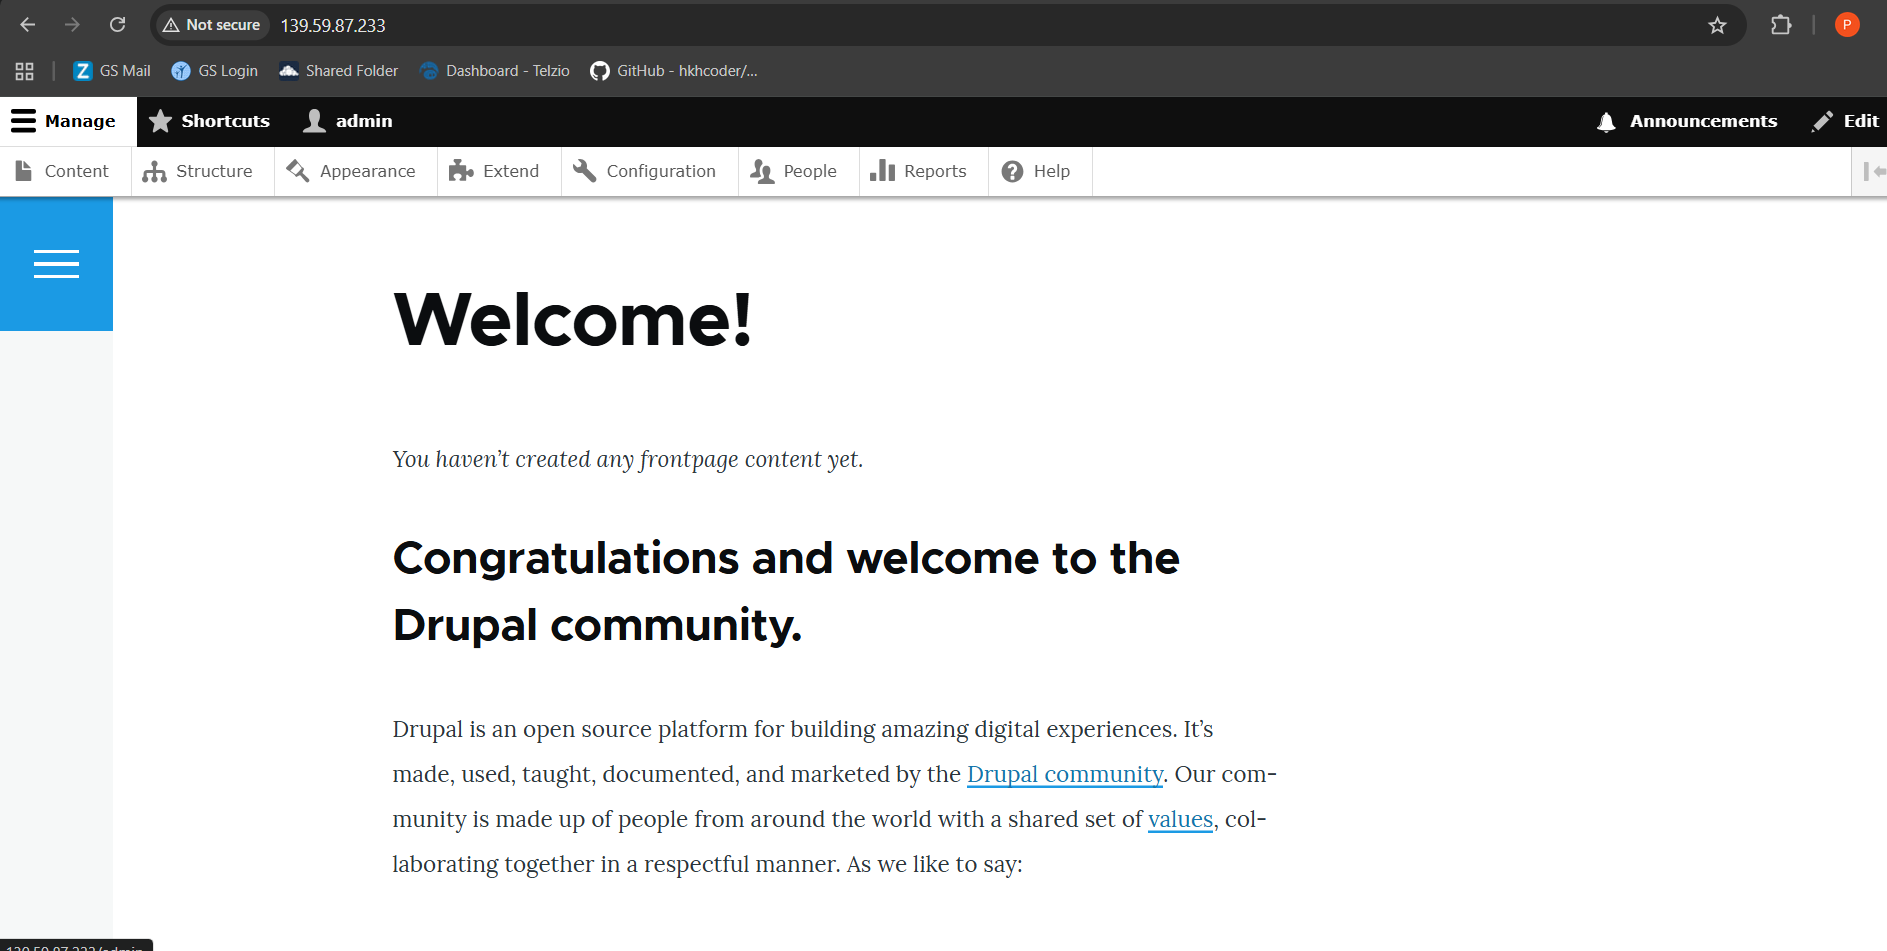 Not secure 139.59.87.233
P
GS Mail GS Login Shared Folder Dashboard - Telzio GitHub - hkhcoder/...
Manage Shortcuts admin Announcements Edit
Content Structure Appearance Extend Configuration People Reports Help
Welcome!
You haven’t created any frontpage content yet.
Congratulations and welcome to the
Drupal community.
Drupal is an open source platform for building amazing digital experiences. It’s
made, used, taught, documented, and marketed by the Drupal community. Our com-
munity is made up of people from around the world with a shared set of values, col-
laborating together in a respectful manner. As we like to say: